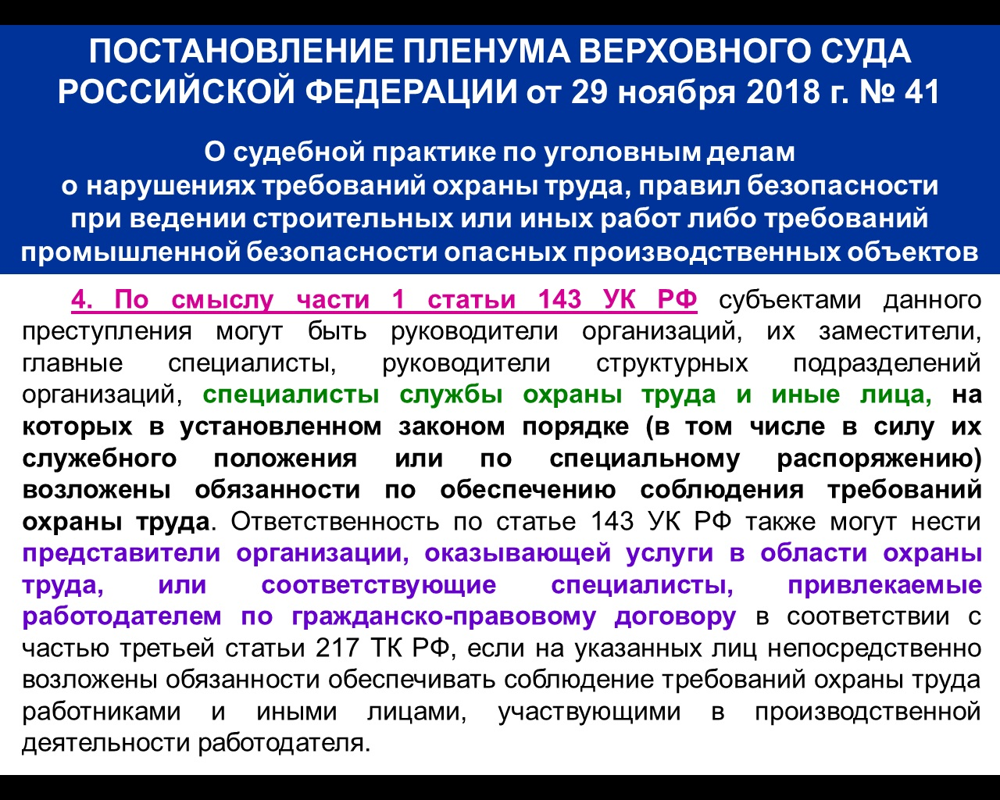 ПОСТАНОВЛЕНИЕ ПЛЕНУМА ВЕРХОВНОГО СУДА
РОССИЙСКОЙ ФЕДЕРАЦИИ от 29 ноября 2018 г. № 41
О судебной практике по уголовным делам
о нарушениях требований охраны труда, правил безопасности
при ведении строительных или иных работ либо требований
промышленной безопасности опасных производственных объектов
4. По смыслу части 1 статьи 143 УК РФ субъектами данного
преступления могут быть руководители организаций, их заместители,
главные специалисты, руководители структурных подразделений
организаций, специалисты службы охраны труда и иные лица, на
которых в установленном законом порядке (в том числе в силу их
служебного положения или по специальному распоряжению)
возложены обязанности по обеспечению соблюдения требований
охраны труда. Ответственность по статье 143 УК РФ также могут нести
представители организации, оказывающей услуги в области охраны
труда, или соответствующие специалисты, привлекаемые
работодателем по гражданско-правовому договору в соответствии с
частью третьей статьи 217 ТК РФ, если на указанных лиц непосредственно
возложены обязанности обеспечивать соблюдение требований охраны труда
работниками и иными лицами, участвующими в производственной
деятельности работодателя.